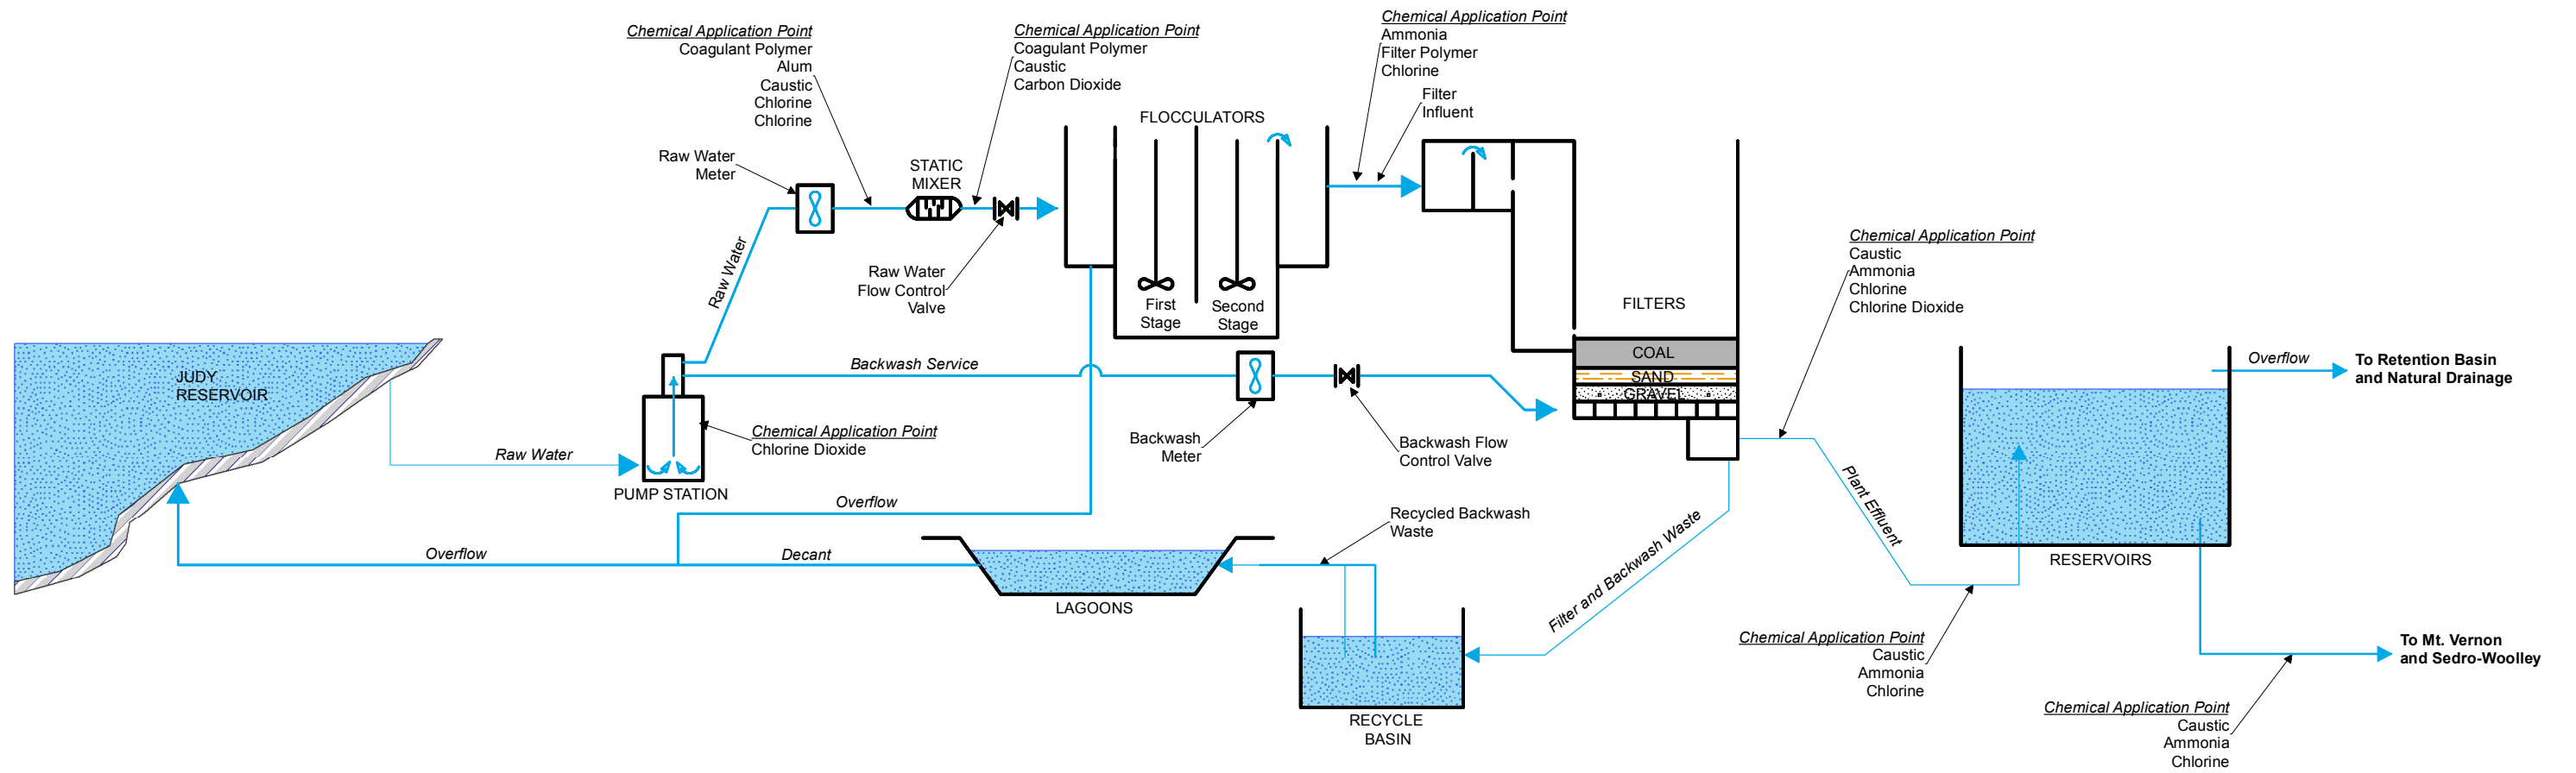 Chemical Application Point
Coagulant Polymer
Alum
Caustic
Chlorine
Chlorine
Chemical Application Point
Coagulant Polymer
Caustic
Carbon Dioxide
Chemical Application Point
Ammonia
Filter Polymer
Chlorine
Filter
Influent
FLOCCULATORS
Raw Water
Meter
STATIC
MIXER
Raw Water
Raw Water
Flow Control
Valve
First
Stage
Second
Stage
FILTERS
COAL
SAND
GRAVEL
Chemical Application Point
Caustic
Ammonia
Chlorine
Chlorine Dioxide
JUDY
RESERVOIR
Backwash Service
Overflow
To Retention Basin
and Natural Drainage
Chemical Application Point
Chlorine Dioxide
Raw Water
PUMP STATION
Backwash
Meter
Backwash Flow
Control Valve
Plant Effluent
Overflow
Recycled Backwash
Waste
Filter and Backwash Waste
Overflow
Decant
LAGOONS
RESERVOIRS
Chemical Application Point
Caustic
Ammonia
Chlorine
To Mt. Vernon
and Sedro-Woolley
RECYCLE
BASIN
Chemical Application Point
Caustic
Ammonia
Chlorine